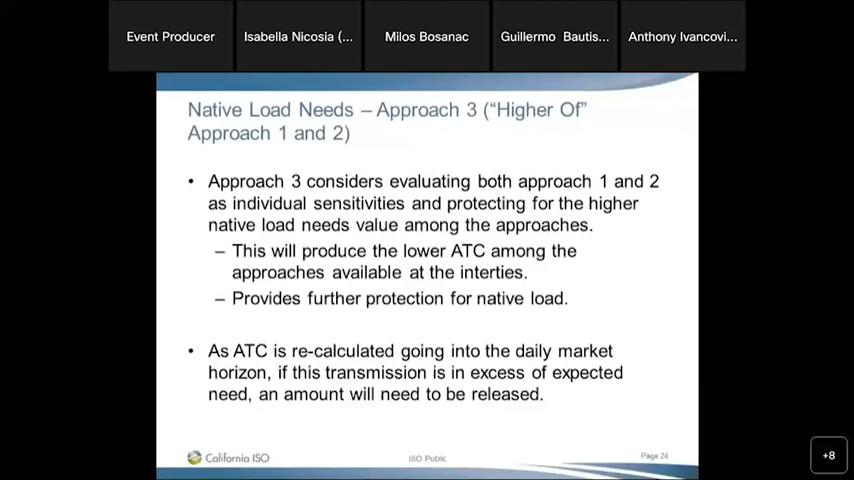 Event Producer
Isabella Nicosia (...
Milos Bosanac
Guillermo Bautis...
Anthony Ivancovi...
Native Load Needs – Approach 3 (“Higher Of”
Approach 1 and 2)
• Approach 3 considers evaluating both approach 1 and 2
as individual sensitivities and protecting for the higher
native load needs value among the approaches.
– This will produce the lower ATC among the
approaches available at the interties.
– Provides further protection for native load.
• As ATC is re-calculated going into the daily market
horizon, if this transmission is in excess of expected
need, an amount will need to be released.
California ISO
ISO Public
Page 24
+8